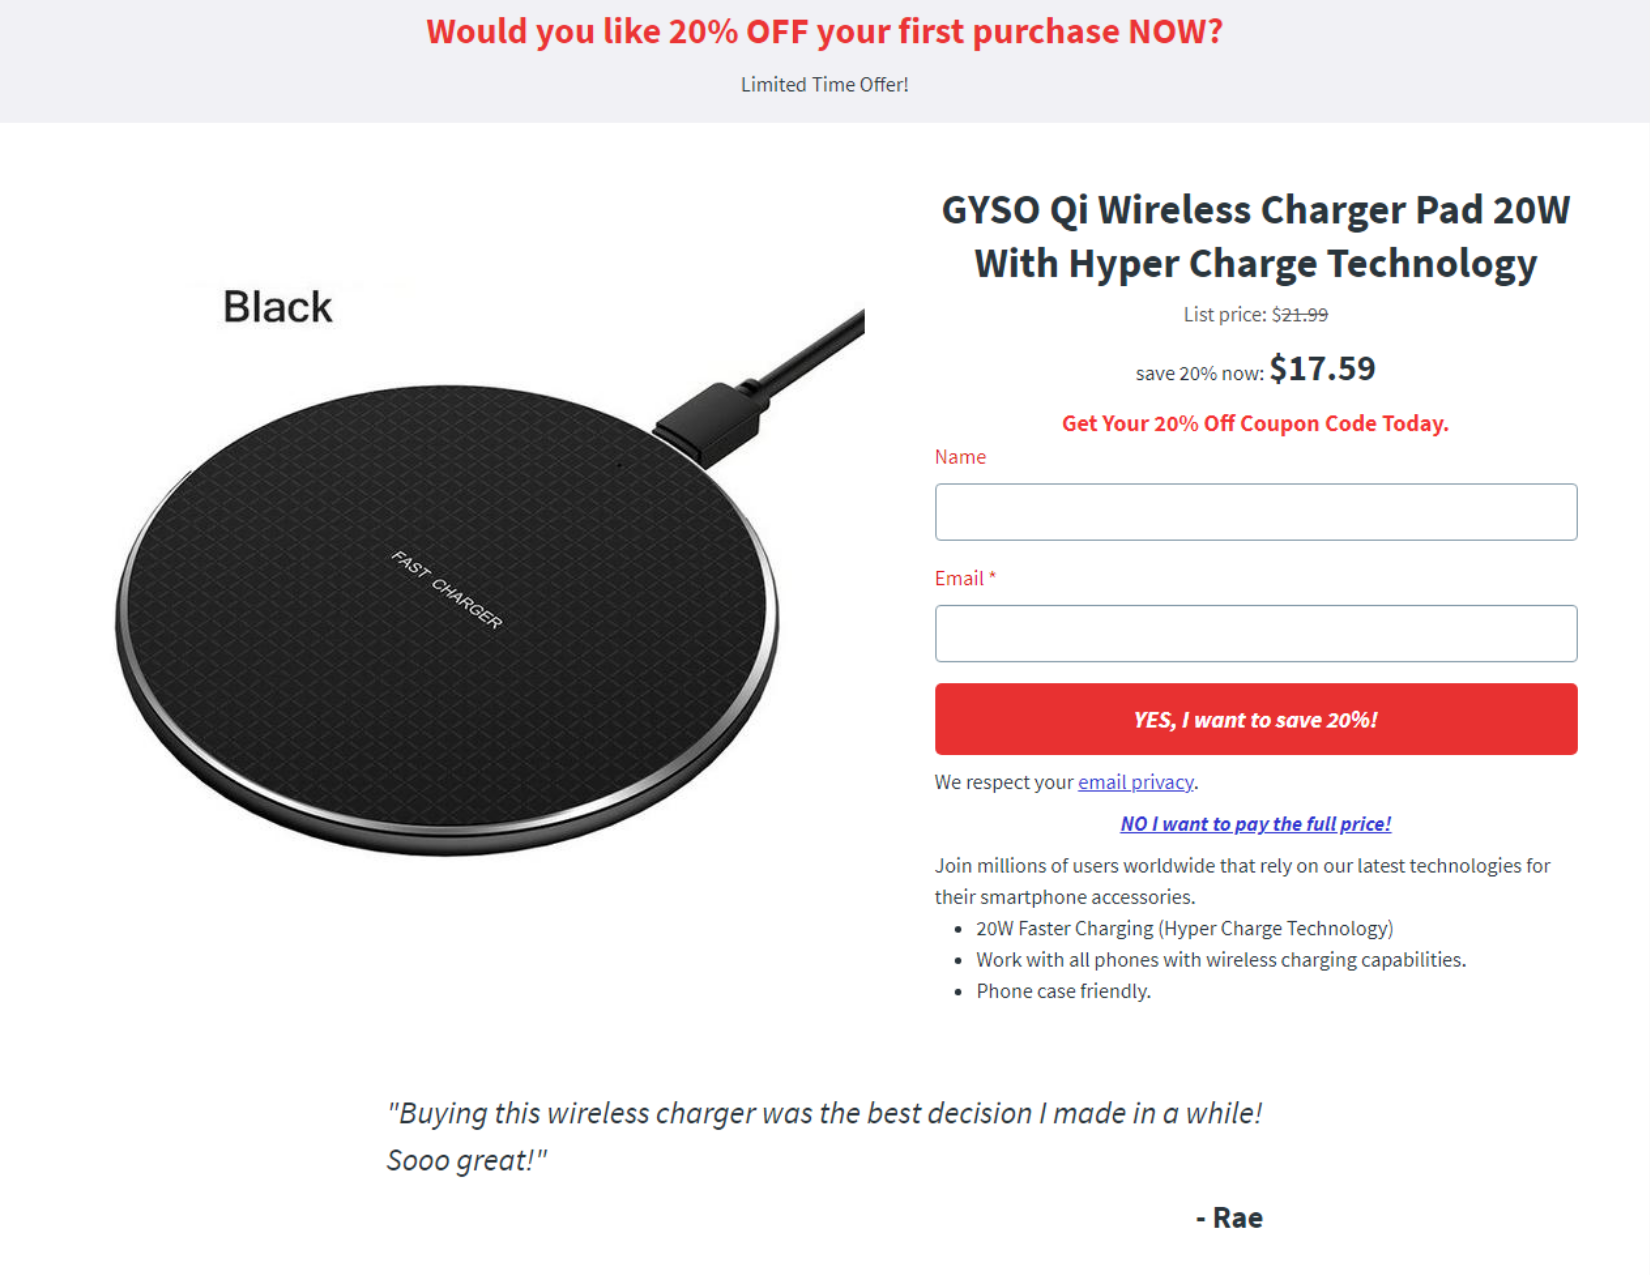 Would you like 20% OFF your first purchase NOW?
Limited Time Offer!
Black
FAST CHARGER
GYSO Qi Wireless Charger Pad 20W
With Hyper Charge Technology
List price: $21.99
save 20% now: $17.59
Get Your 20% Off Coupon Code Today.
Name
Email *
YES, I want to save 20%!
We respect your email privacy.
NO I want to pay the full price!
Join millions of users worldwide that rely on our latest technologies for
their smartphone accessories.
• 20W Faster Charging (Hyper Charge Technology)
• Work with all phones with wireless charging capabilities.
• Phone case friendly.
"Buying this wireless charger was the best decision I made in a while!
Sooo great!"
- Rae